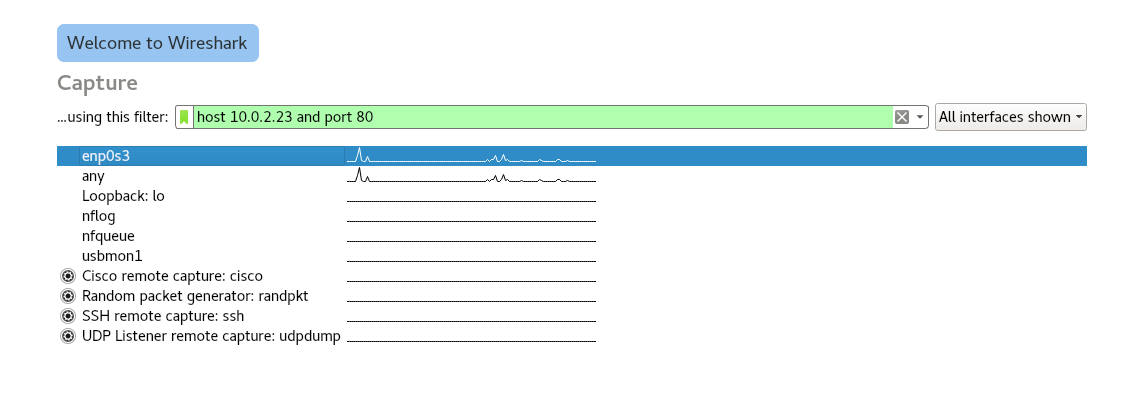 Welcome to Wireshark
Capture
...using this filter: host 10.0.2.23 and port 80 All interfaces shown
enp0s3
any
Loopback: lo
nflog
nfqueue
usbmon1
Cisco remote capture: cisco
Random packet generator: randpkt
SSH remote capture: ssh
UDP Listener remote capture: udpdump